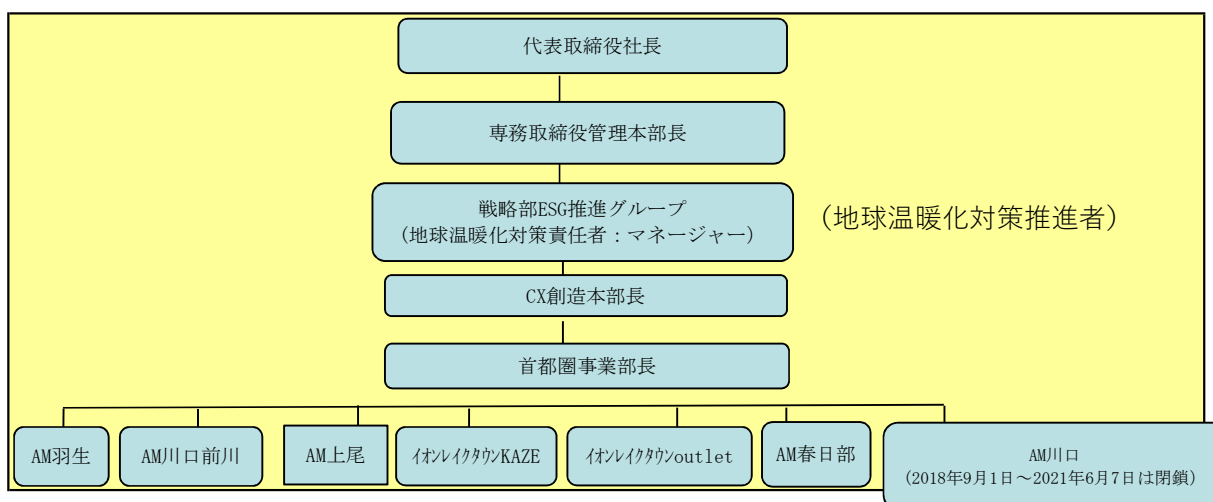 代表取締役社長
専務取締役管理本部長
戦略部ESG推進グループ
(地球温暖化対策責任者：マネージャー)
(地球温暖化対策推進者)
CX創造本部長
首都圏事業部長
AM羽生
AM川口前川
AM上尾
ｲｵﾝﾚｲｸﾀｳﾝKAZE
ｲｵﾝﾚｲｸﾀｳﾝoutlet
AM春日部
AM川口
(2018年9月1日～2021年6月7日は閉鎖)